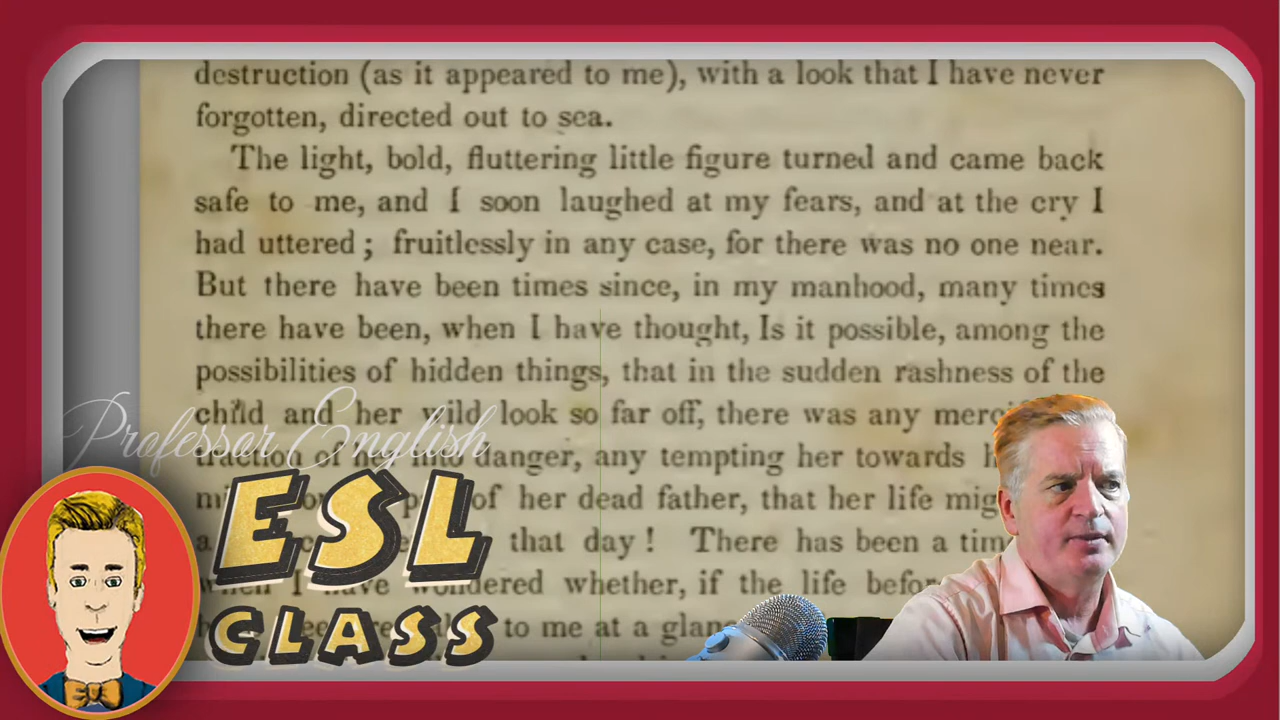 destruction (as it appeared to me), with a look that I have never
forgotten, directed out to sea.
The light, bold, fluttering little figure turned and came back
safe to me, and I soon laughed at my fears, and at the cry I
had uttered ; fruitlessly in any case, for there was no one near.
But there have been times since, in my manhood, many times
there have been, when I have thought, Is it possible, among the
possibilities of hidden things, that in the sudden rashness of the
child and her wild look so far off, there was any
of her danger, any tempting her towards
of her dead father, that her life
that day ! There has been a
when I have wondered whether, if the life
to me at a
Professor English
ESL
CLASS